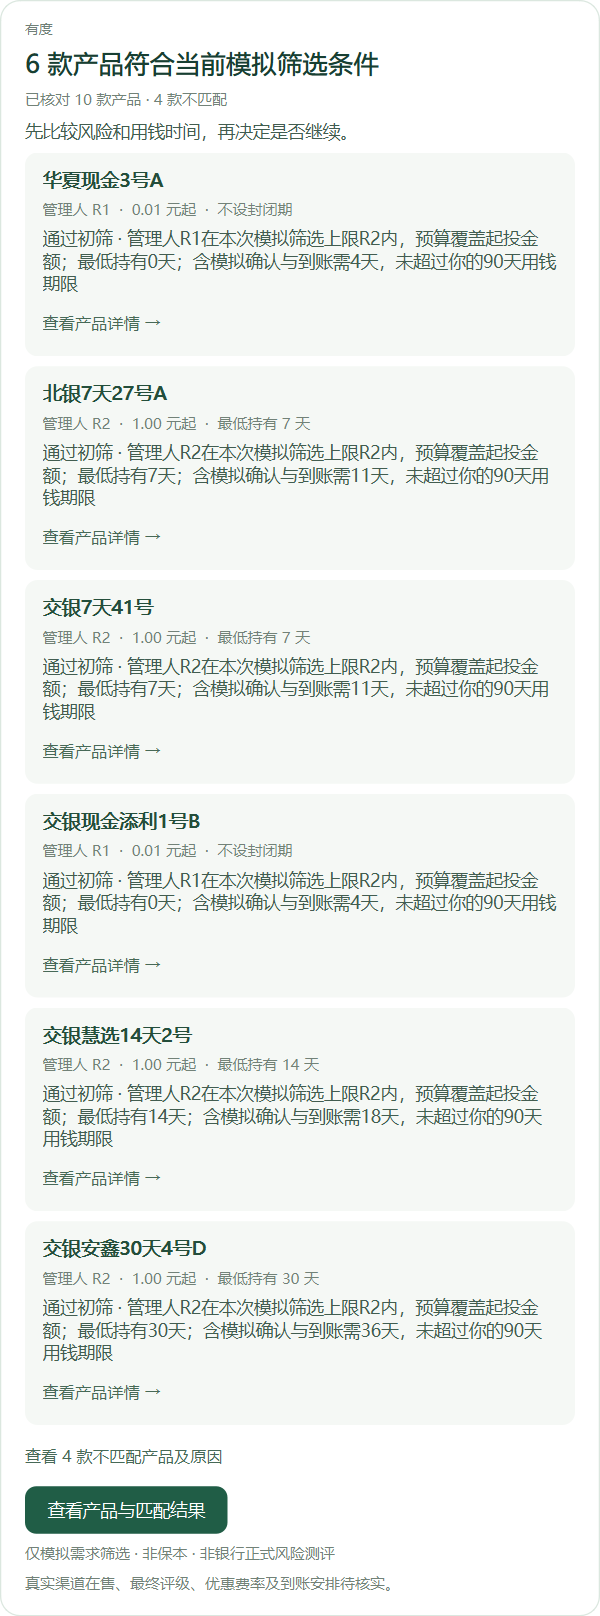 有度
6 款产品符合当前模拟筛选条件
已核对 10 款产品 · 4 款不匹配
先比较风险和用钱时间，再决定是否继续。
华夏现金3号A
管理人 R1 · 0.01 元起 · 不设封闭期
通过初筛 · 管理人R1在本次模拟筛选上限R2内，预算覆盖起投金
额；最低持有0天；含模拟确认与到账需4天，未超过你的90天用钱
期限
查看产品详情 →
北银7天27号A
管理人 R2 · 1.00 元起 · 最低持有 7 天
通过初筛 · 管理人R2在本次模拟筛选上限R2内，预算覆盖起投金
额；最低持有7天；含模拟确认与到账需11天，未超过你的90天用
钱期限
查看产品详情 →
交银7天41号
管理人 R2 · 1.00 元起 · 最低持有 7 天
通过初筛 · 管理人R2在本次模拟筛选上限R2内，预算覆盖起投金
额；最低持有7天；含模拟确认与到账需11天，未超过你的90天用
钱期限
查看产品详情 →
交银现金添利1号B
管理人 R1 · 0.01 元起 · 不设封闭期
通过初筛 · 管理人R1在本次模拟筛选上限R2内，预算覆盖起投金
额；最低持有0天；含模拟确认与到账需4天，未超过你的90天用钱
期限
查看产品详情 →
交银慧选14天2号
管理人 R2 · 1.00 元起 · 最低持有 14 天
通过初筛 · 管理人R2在本次模拟筛选上限R2内，预算覆盖起投金
额；最低持有14天；含模拟确认与到账需18天，未超过你的90天
用钱期限
查看产品详情 →
交银安鑫30天4号D
管理人 R2 · 1.00 元起 · 最低持有 30 天
通过初筛 · 管理人R2在本次模拟筛选上限R2内，预算覆盖起投金
额；最低持有30天；含模拟确认与到账需36天，未超过你的90天
用钱期限
查看产品详情 →
查看 4 款不匹配产品及原因
查看产品与匹配结果
仅模拟需求筛选 · 非保本 · 非银行正式风险测评
真实渠道在售、最终评级、优惠费率及到账安排待核实。